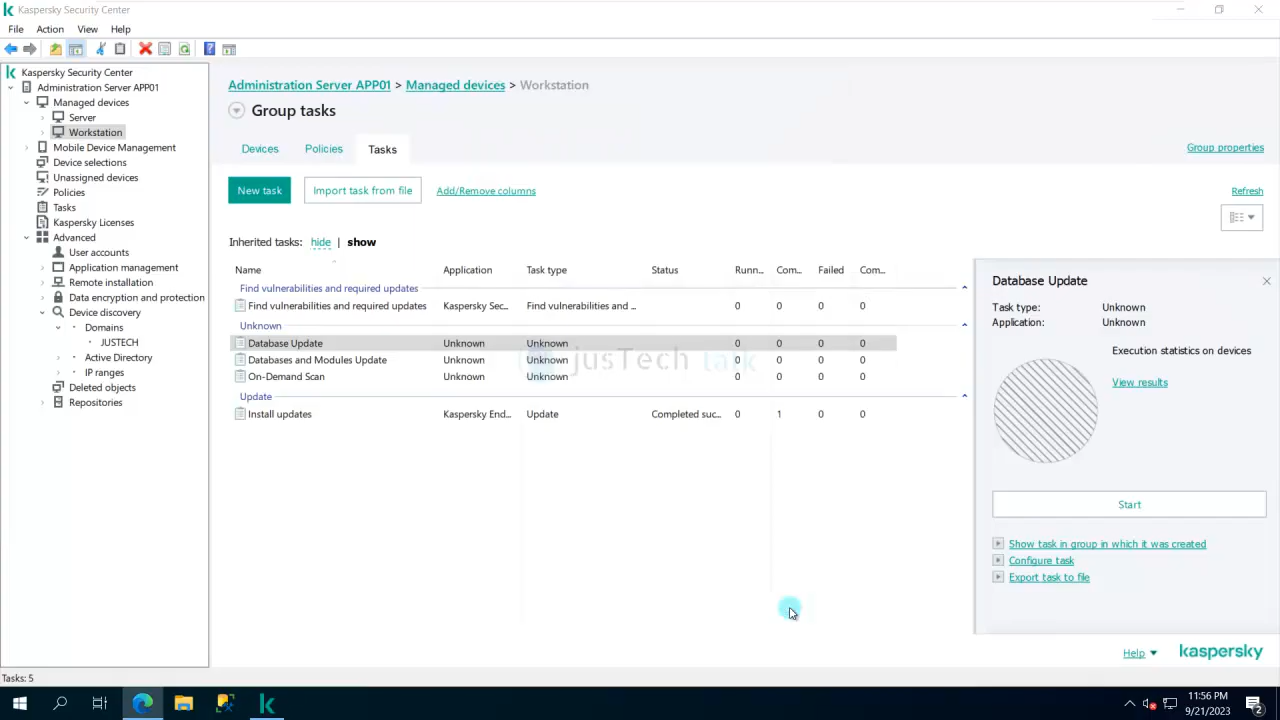 Kaspersky Security Center
File Action View Help
Kaspersky Security Center
Administration Server APP01
Managed devices
Server
Workstation
Mobile Device Management
Device selections
Unassigned devices
Policies
Tasks
Kaspersky Licenses
Advanced
User accounts
Application management
Remote installation
Data encryption and protection
Device discovery
Domains
JUSTECH
Active Directory
IP ranges
Deleted objects
Repositories
Administration Server APP01 > Managed devices > Workstation
Group tasks
Devices Policies Tasks
Group properties
New task Import task from file Add/Remove columns
Refresh
Inherited tasks: hide | show
Name Application Task type Status Runn... Com... Failed Com...
Find vulnerabilities and required updates
Find vulnerabilities and required updates Kaspersky Sec... Find vulnerabilities and ... 0 0 0 0
Unknown
Database Update Unknown Unknown 0 0 0 0
Databases and Modules Update Unknown Unknown 0 0 0 0
On-Demand Scan Unknown Unknown 0 0 0 0
Update
Install updates Kaspersky End... Update Completed suc... 0 1 0 0
jusTech talk
Database Update
Task type: Unknown
Application: Unknown
Execution statistics on devices
View results
Start
Show task in group in which it was created
Configure task
Export task to file
Help kaspersky
Tasks: 5
11:56 PM
9/21/2023
2